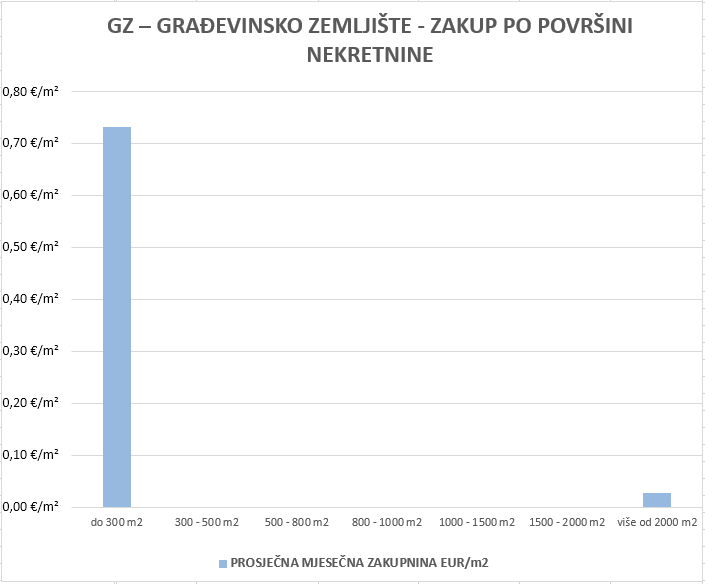 GZ – GRAĐEVINSKO ZEMLJIŠTE - ZAKUP PO POVRŠINI
NEKRETNINE
0,80 €/m²
0,70 €/m²
0,60 €/m²
0,50 €/m²
0,40 €/m²
0,30 €/m²
0,20 €/m²
0,10 €/m²
0,00 €/m²
do 300 m2 300 - 500 m2 500 - 800 m2 800 - 1000 m2 1000 - 1500 m2 1500 - 2000 m2 više od 2000 m2
PROSJEČNA MJESEČNA ZAKUPNINA EUR/m2